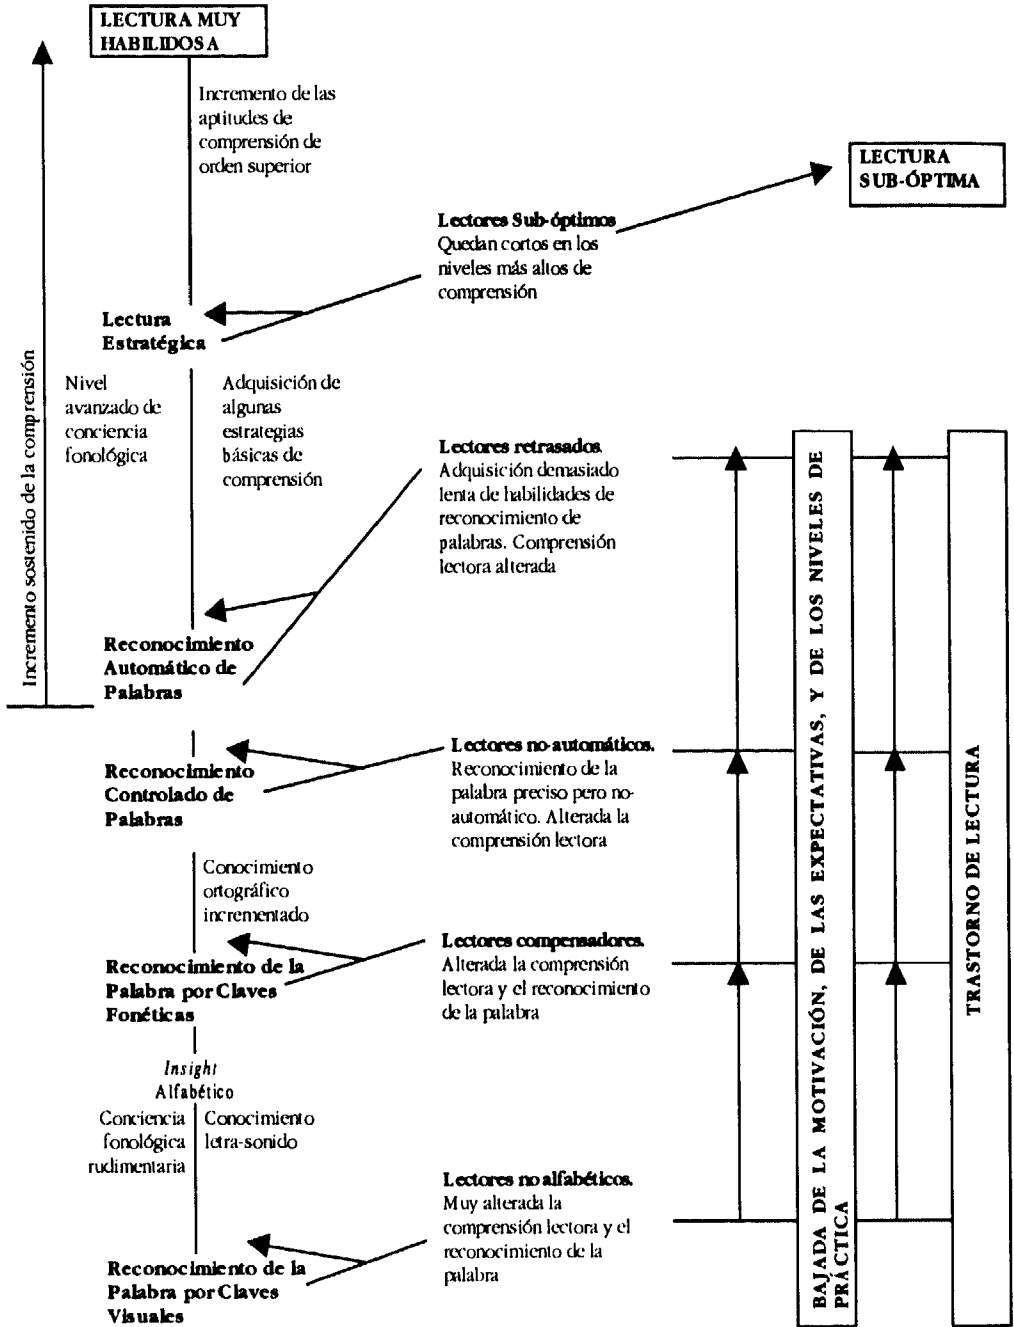 LECTURA MUY
HABILIDOSA
Incremento de las
aptitudes de
comprensión de
orden superior
LECTURA
SUB-ÓPTIMA
Lectores Sub-óptimos
Quedan cortos en los
niveles más altos de
comprensión
Lectura
Estratégica
Incremento sostenido de la comprensión
Nivel
avanzado de
conciencia
fonológica
Adquisición de
algunas
estrategias
básicas de
comprensión
Lectores retrasados.
Adquisición demasiado
lenta de habilidades de
reconocimiento de
palabras. Comprensión
lectora alterada
Reconocimiento
Automático de
Palabras
Lectores no-automáticos.
Reconocimiento de la
palabra preciso pero no-
automático. Alterada la
comprensión lectora
Reconocimiento
Controlado de
Palabras
Conocimiento
ortográfico
incrementado
Lectores compensadores.
Alterada la comprensión
lectora y el reconocimiento
de la palabra
Reconocimiento de la
Palabra por Claves
Fonéticas
Insight
Alfabético
Conciencia
fonológica
rudimentaria
Conocimiento
letra-sonido
Lectores no alfabéticos.
Muy alterada la
comprensión lectora y el
reconocimiento de la
palabra
Reconocimiento de la
Palabra por Claves
Visuales
BAJADA DE LA MOTIVACIÓN, DE LAS EXPECTATIVAS, Y DE LOS NIVELES DE
PRÁCTICA
TRASTORNO DE LECTURA